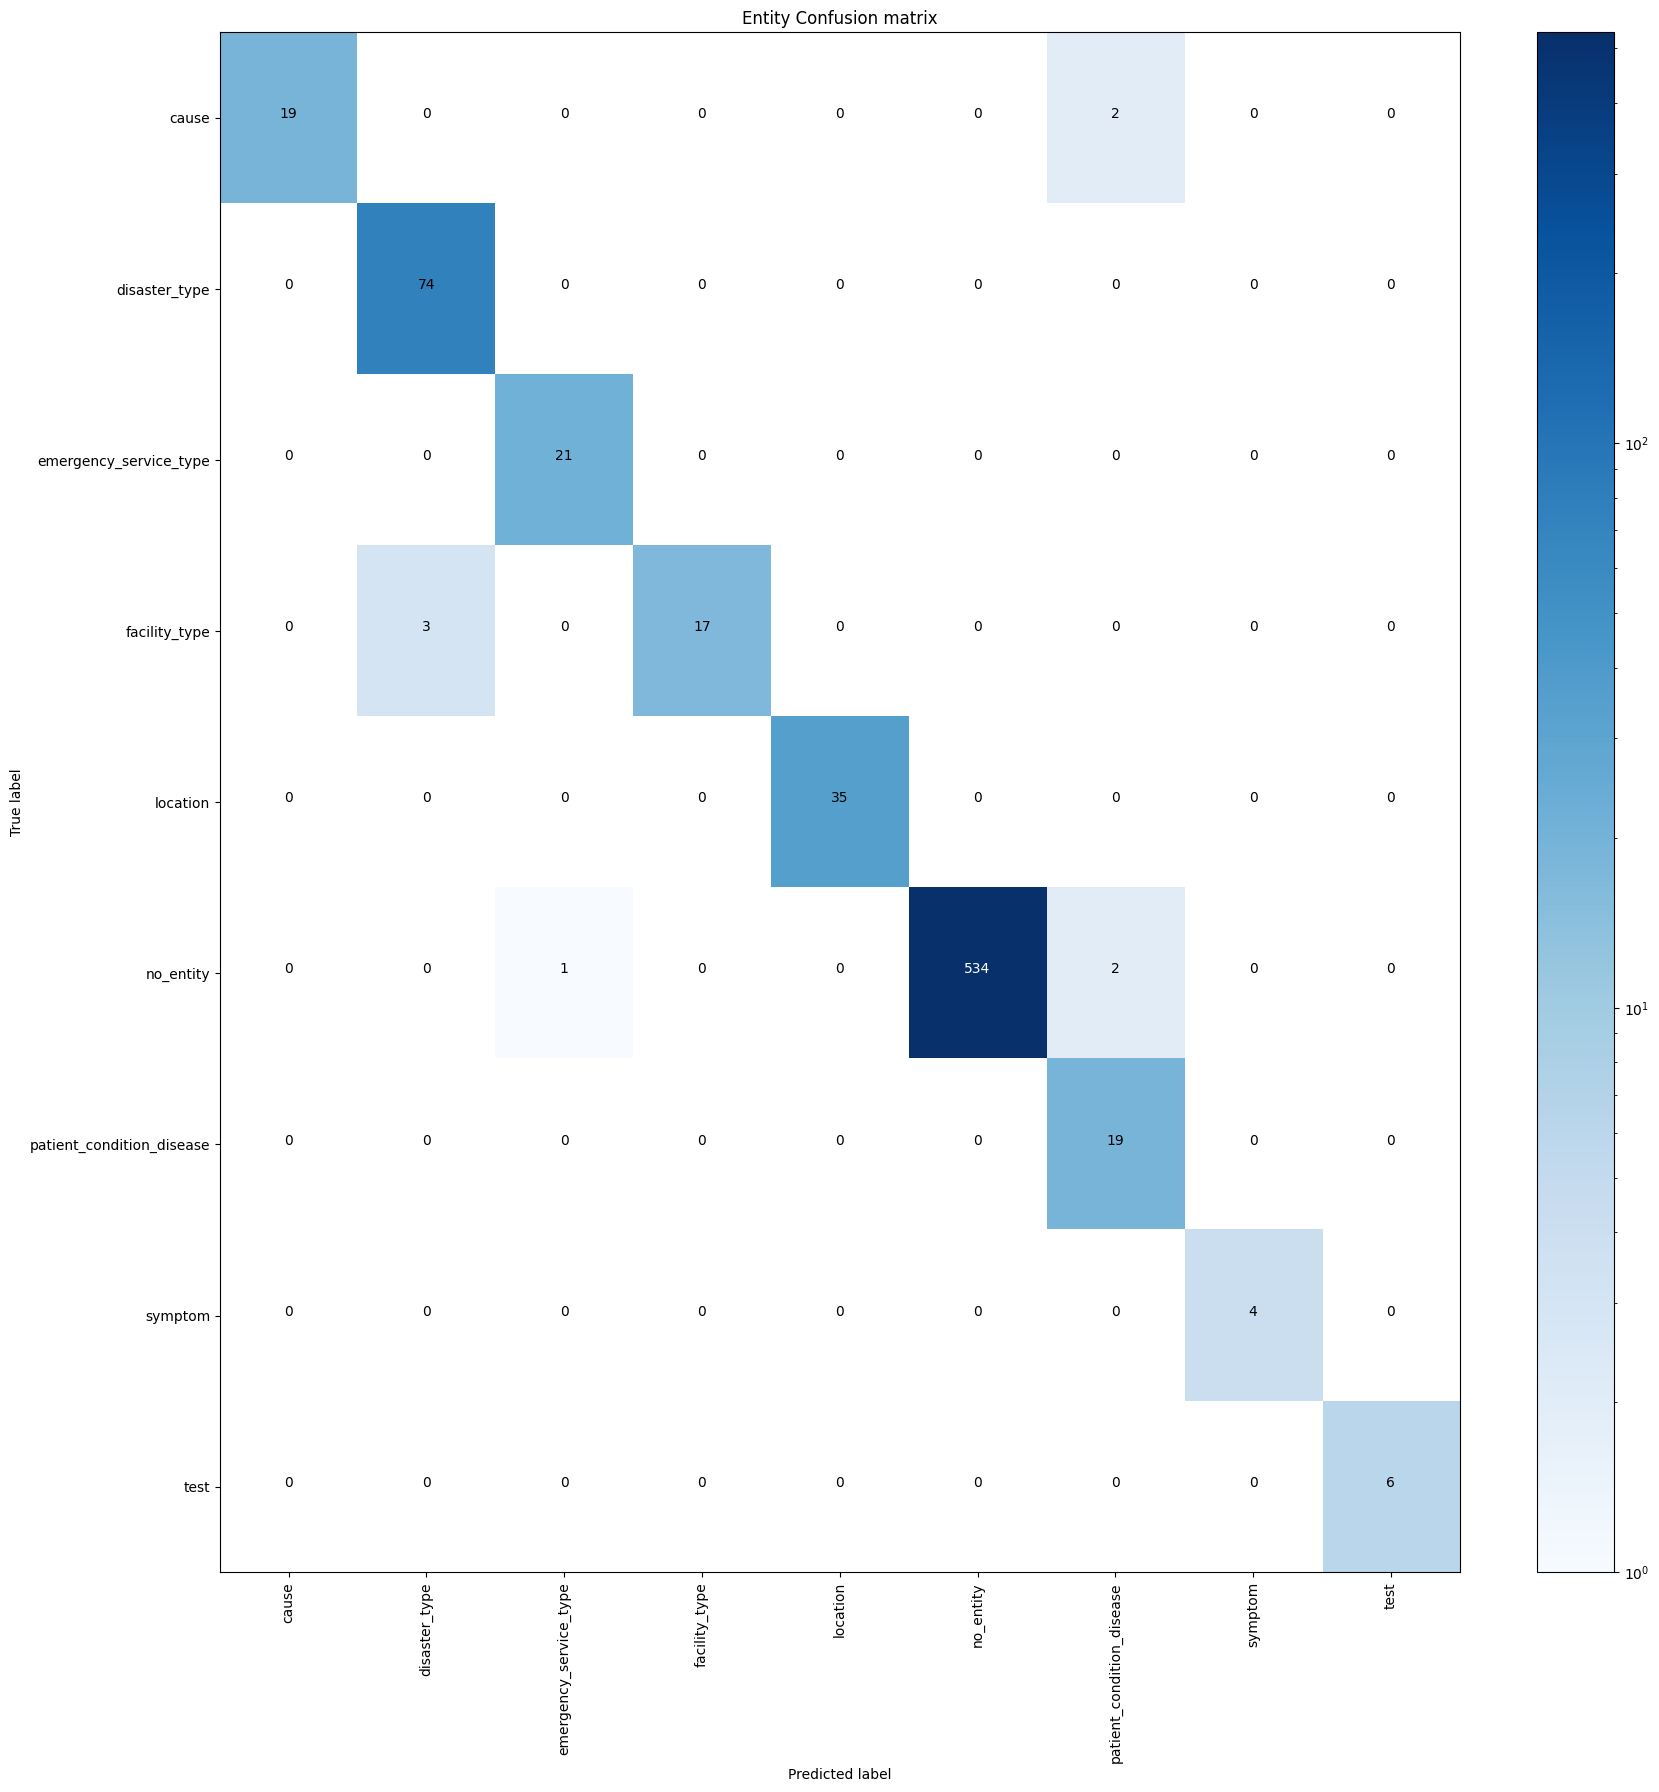 Entity Confusion matrix
True label
cause 19 0 0 0 0 0 2 0 0
disaster_type 0 74 0 0 0 0 0 0 0
emergency_service_type 0 0 21 0 0 0 0 0 0
facility_type 0 3 0 17 0 0 0 0 0
location 0 0 0 0 35 0 0 0 0
no_entity 0 0 1 0 0 534 2 0 0
patient_condition_disease 0 0 0 0 0 0 19 0 0
symptom 0 0 0 0 0 0 0 4 0
test 0 0 0 0 0 0 0 0 6
cause
disaster_type
emergency_service_type
facility_type
location
no_entity
patient_condition_disease
symptom
test
Predicted label
10²
10¹
10⁰